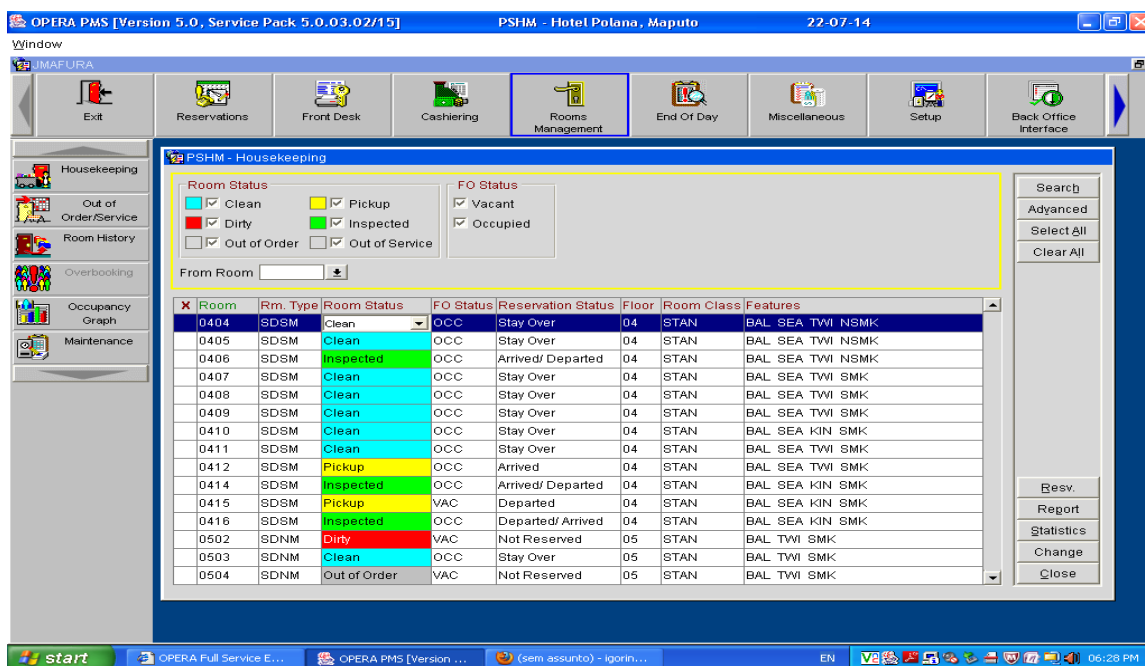 OPERA PMS [Version 5.0, Service Pack 5.0.03.02/15] PSHM - Hotel Polana, Maputo 22-07-14
Window
JMAFURA
Exit Reservations Front Desk Cashiering Rooms Management End Of Day Miscellaneous Setup Back Office Interface
Housekeeping
Out of Order/Service
Room History
Overbooking
Occupancy Graph
Maintenance
PSHM - Housekeeping
Room Status FO Status
Clean Pickup Vacant
Dirty Inspected Occupied
Out of Order Out of Service
From Room
Search
Advanced
Select All
Clear All
X Room Rm. Type Room Status FO Status Reservation Status Floor Room Class Features
0404 SDSM Clean OCC Stay Over 04 STAN BAL SEA TWI NSMK
0405 SDSM Clean OCC Stay Over 04 STAN BAL SEA TWI NSMK
0406 SDSM Inspected OCC Arrived/ Departed 04 STAN BAL SEA TWI NSMK
0407 SDSM Clean OCC Stay Over 04 STAN BAL SEA TWI SMK
0408 SDSM Clean OCC Stay Over 04 STAN BAL SEA TWI SMK
0409 SDSM Clean OCC Stay Over 04 STAN BAL SEA TWI SMK
0410 SDSM Clean OCC Stay Over 04 STAN BAL SEA KIN SMK
0411 SDSM Clean OCC Stay Over 04 STAN BAL SEA TWI SMK
0412 SDSM Pickup OCC Arrived 04 STAN BAL SEA TWI SMK
0414 SDSM Inspected OCC Arrived/ Departed 04 STAN BAL SEA KIN SMK
0415 SDSM Pickup VAC Departed 04 STAN BAL SEA KIN SMK
0416 SDSM Inspected OCC Departed/ Arrived 04 STAN BAL SEA KIN SMK
0502 SDNM Dirty VAC Not Reserved 05 STAN BAL TWI SMK
0503 SDNM Clean OCC Stay Over 05 STAN BAL TWI SMK
0504 SDNM Out of Order VAC Not Reserved 05 STAN BAL TWI SMK
Resv.
Report
Statistics
Change
Close
start OPERA Full Service E... OPERA PMS [Version ... (sem assunto) - igorin... EN 06:28 PM